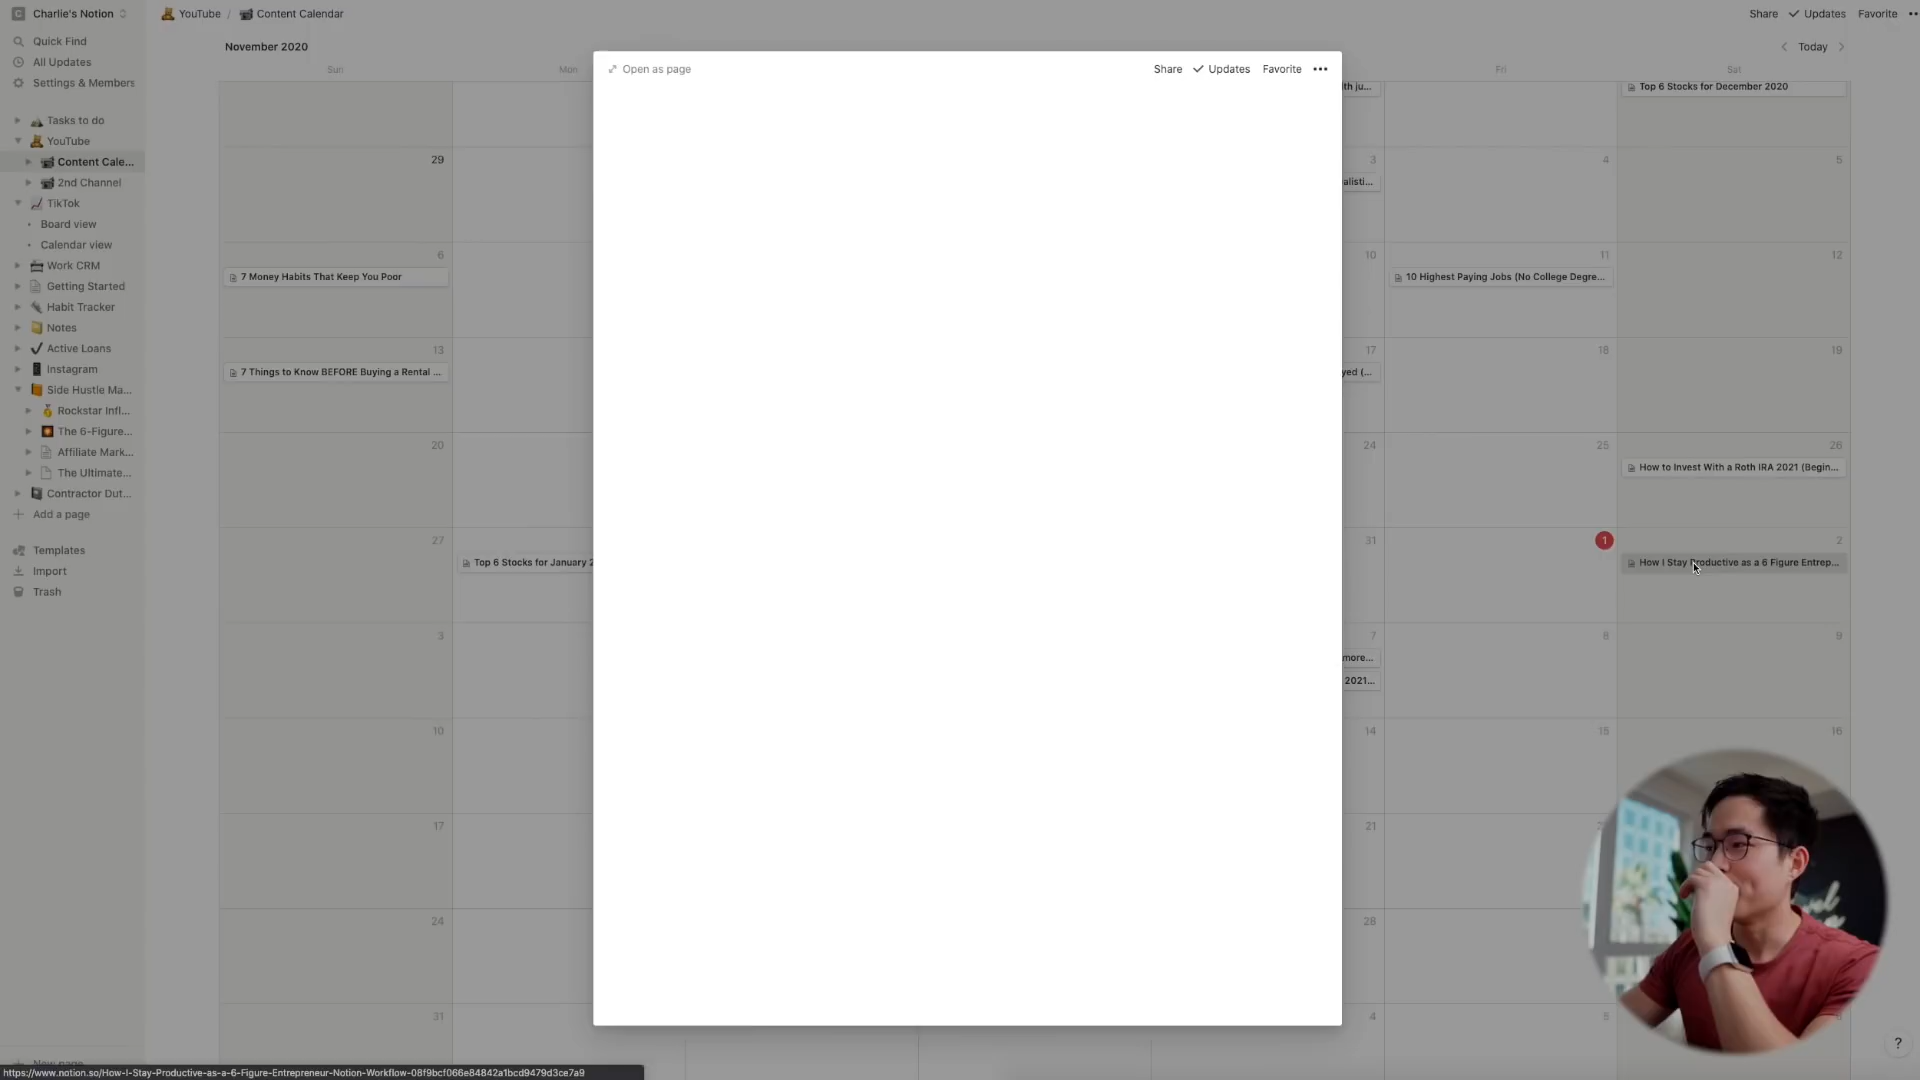 Charlie's Notion
YouTube / Content Calendar
Share Updates Favorite
Quick Find
All Updates
Settings & Members
Tasks to do
YouTube
Content Cale...
2nd Channel
TikTok
Board view
Calendar view
Work CRM
Getting Started
Habit Tracker
Notes
Active Loans
Instagram
Side Hustle Ma...
Rockstar Infl...
The 6-Figure...
Affiliate Mark...
The Ultimate...
Contractor Dut...
Add a page
Templates
Import
Trash
New page
November 2020
Today
Sun Mon Fri Sat
Open as page
Share Updates Favorite
th ju... Top 6 Stocks for December 2020
29 3 4 5
alisti...
6 10 11 12
7 Money Habits That Keep You Poor 10 Highest Paying Jobs (No College Degre...
13 17 18 19
7 Things to Know BEFORE Buying a Rental ... yed (...
20 24 25 26
How to Invest With a Roth IRA 2021 (Begin...
27 31 1 2
Top 6 Stocks for January 2 How I Stay Productive as a 6 Figure Entrep...
3 7 8 9
more...
2021...
10 14 15 16
17 21
24 28
31 4
?
https://www.notion.so/How-I-Stay-Productive-as-a-6-Figure-Entrepreneur-Notion-Workflow-08f9bcf066e84842a1bcd9479d3ce7a9